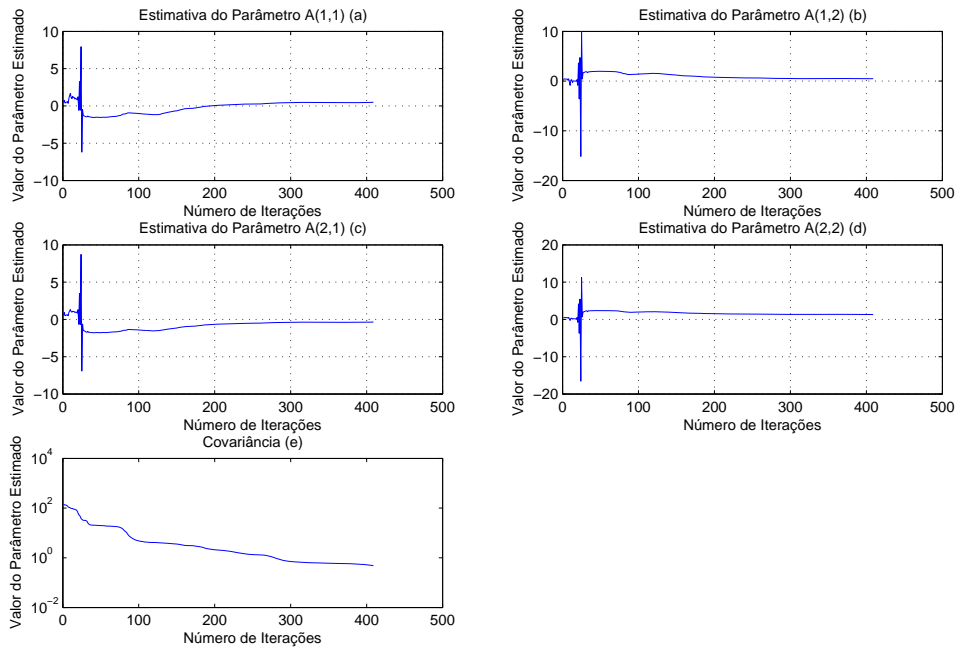 Estimativa do Parâmetro A(1,1) (a)
Valor do Parâmetro Estimado
10
5
0
−5
−10
0 100 200 300 400 500
Número de Iterações
Estimativa do Parâmetro A(1,2) (b)
Valor do Parâmetro Estimado
10
0
−10
−20
0 100 200 300 400 500
Número de Iterações
Estimativa do Parâmetro A(2,1) (c)
Valor do Parâmetro Estimado
10
5
0
−5
−10
0 100 200 300 400 500
Número de Iterações
Estimativa do Parâmetro A(2,2) (d)
Valor do Parâmetro Estimado
20
10
0
−10
−20
0 100 200 300 400 500
Número de Iterações
Covariância (e)
Valor do Parâmetro Estimado
10^4
10^2
10^0
10^−2
0 100 200 300 400 500
Número de Iterações